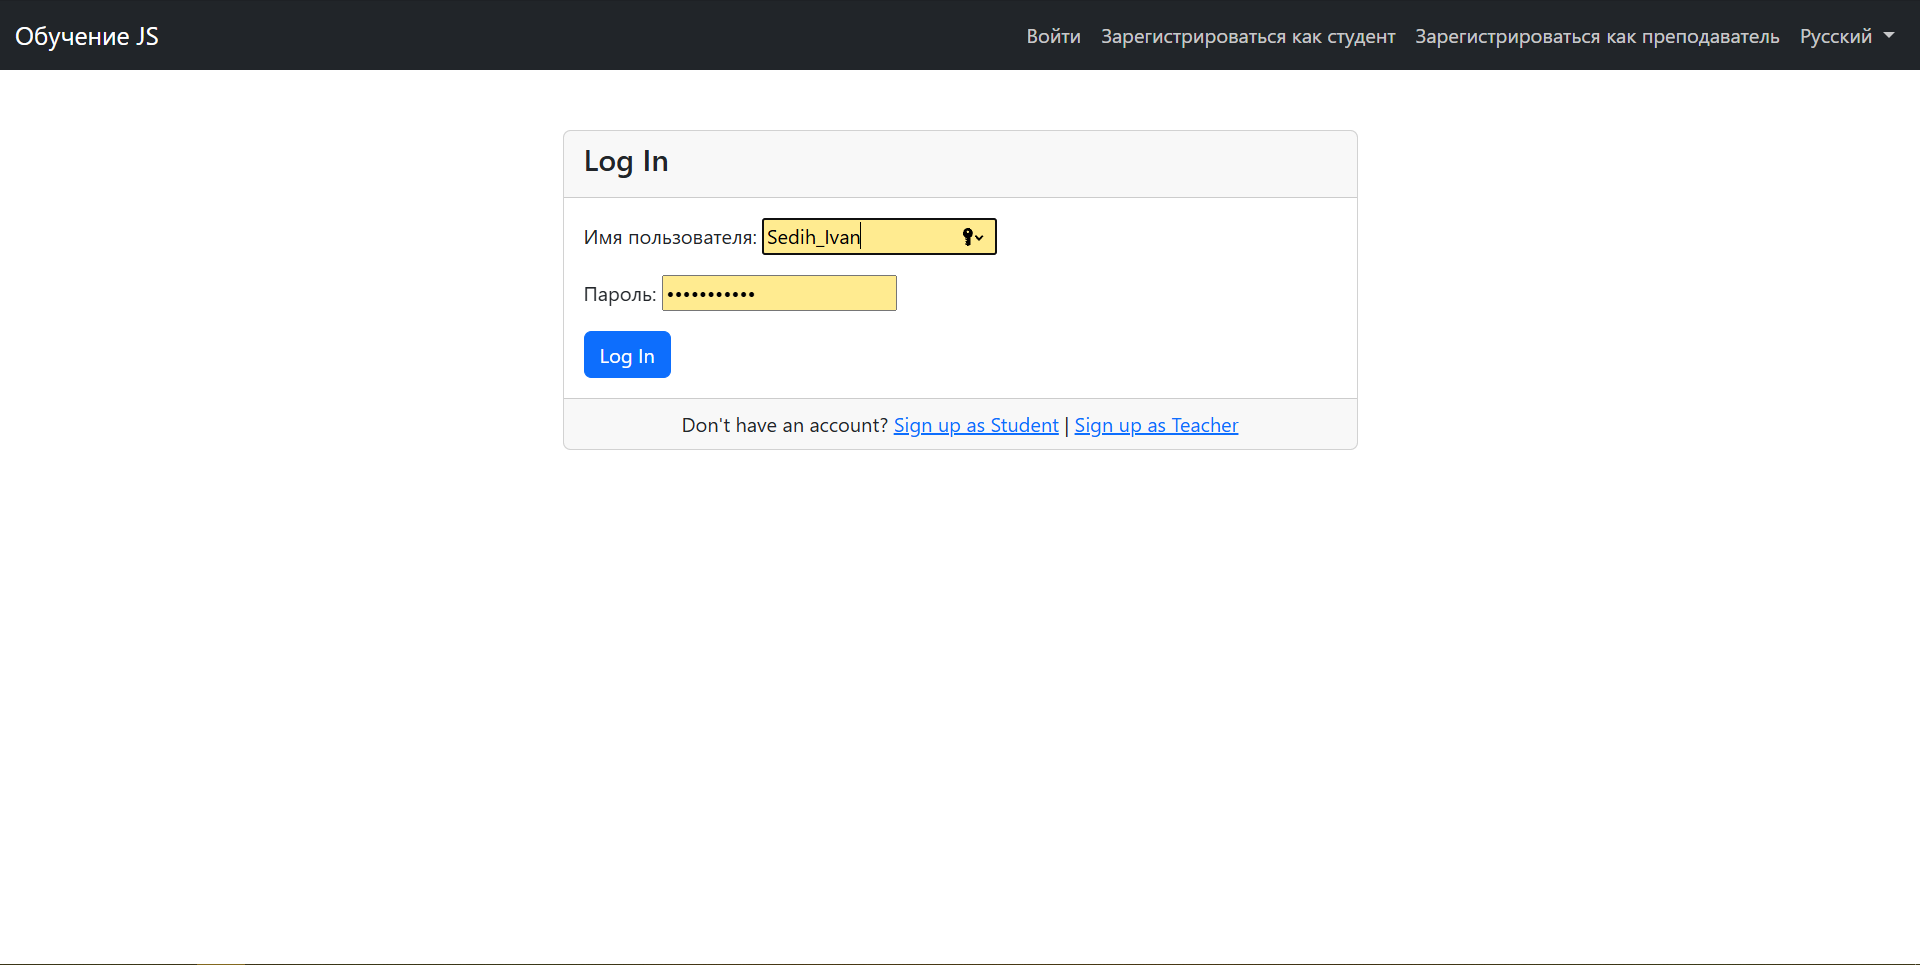 Обучение JS
Войти Зарегистрироваться как студент Зарегистрироваться как преподаватель Русский
Log In
Имя пользователя: Sedih_Ivan
Пароль: •••••••••••
Log In
Don't have an account? Sign up as Student | Sign up as Teacher